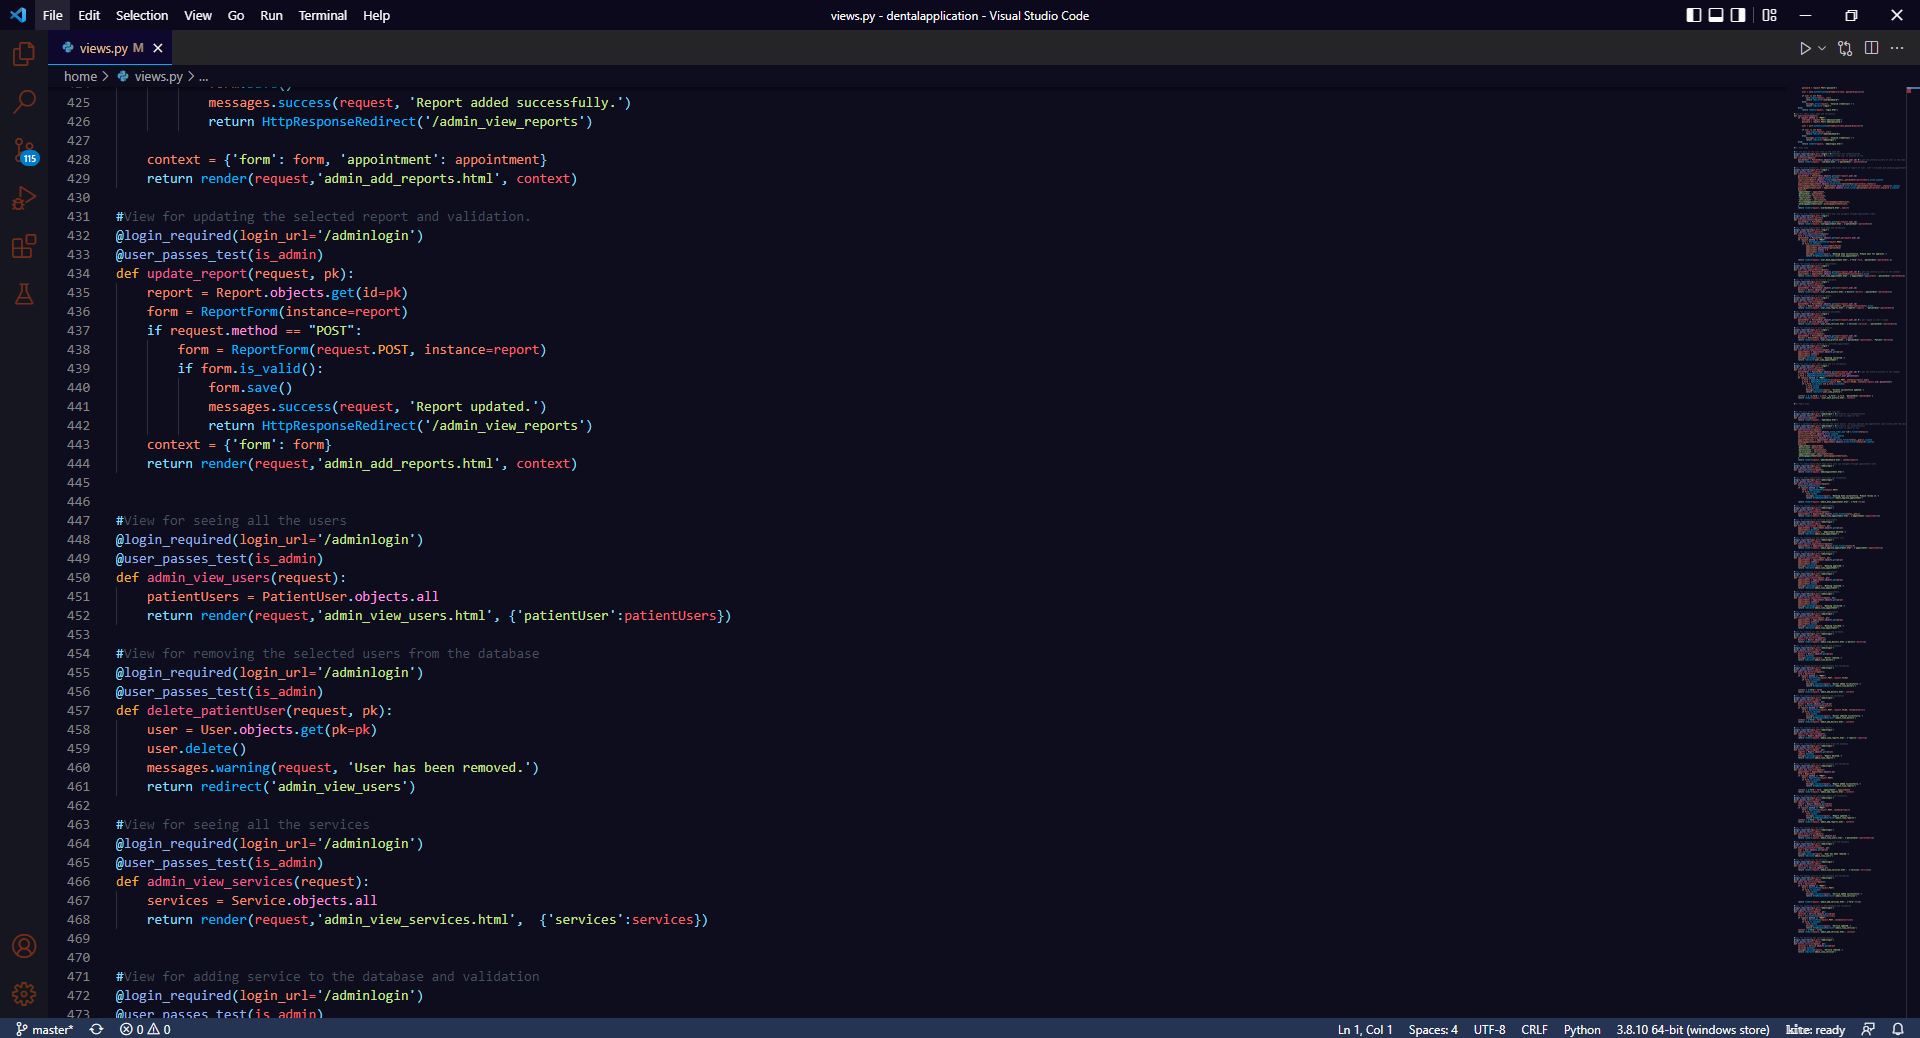 File Edit Selection View Go Run Terminal Help
views.py - dentalapplication - Visual Studio Code
views.py M
home > views.py > ...
425 messages.success(request, 'Report added successfully.')
426 return HttpResponseRedirect('/admin_view_reports')
427
428 context = {'form': form, 'appointment': appointment}
429 return render(request,'admin_add_reports.html', context)
430
431 #View for updating the selected report and validation.
432 @login_required(login_url='/adminlogin')
433 @user_passes_test(is_admin)
434 def update_report(request, pk):
435 report = Report.objects.get(id=pk)
436 form = ReportForm(instance=report)
437 if request.method == "POST":
438 form = ReportForm(request.POST, instance=report)
439 if form.is_valid():
440 form.save()
441 messages.success(request, 'Report updated.')
442 return HttpResponseRedirect('/admin_view_reports')
443 context = {'form': form}
444 return render(request,'admin_add_reports.html', context)
445
446
447 #View for seeing all the users
448 @login_required(login_url='/adminlogin')
449 @user_passes_test(is_admin)
450 def admin_view_users(request):
451 patientUsers = PatientUser.objects.all
452 return render(request,'admin_view_users.html', {'patientUser':patientUsers})
453
454 #View for removing the selected users from the database
455 @login_required(login_url='/adminlogin')
456 @user_passes_test(is_admin)
457 def delete_patientUser(request, pk):
458 user = User.objects.get(pk=pk)
459 user.delete()
460 messages.warning(request, 'User has been removed.')
461 return redirect('admin_view_users')
462
463 #View for seeing all the services
464 @login_required(login_url='/adminlogin')
465 @user_passes_test(is_admin)
466 def admin_view_services(request):
467 services = Service.objects.all
468 return render(request,'admin_view_services.html',  {'services':services})
469
470
471 #View for adding service to the database and validation
472 @login_required(login_url='/adminlogin')
473 @user_passes_test(is_admin)
115
master* 0 0 Ln 1, Col 1 Spaces: 4 UTF-8 CRLF Python 3.8.10 64-bit (windows store) kite: ready